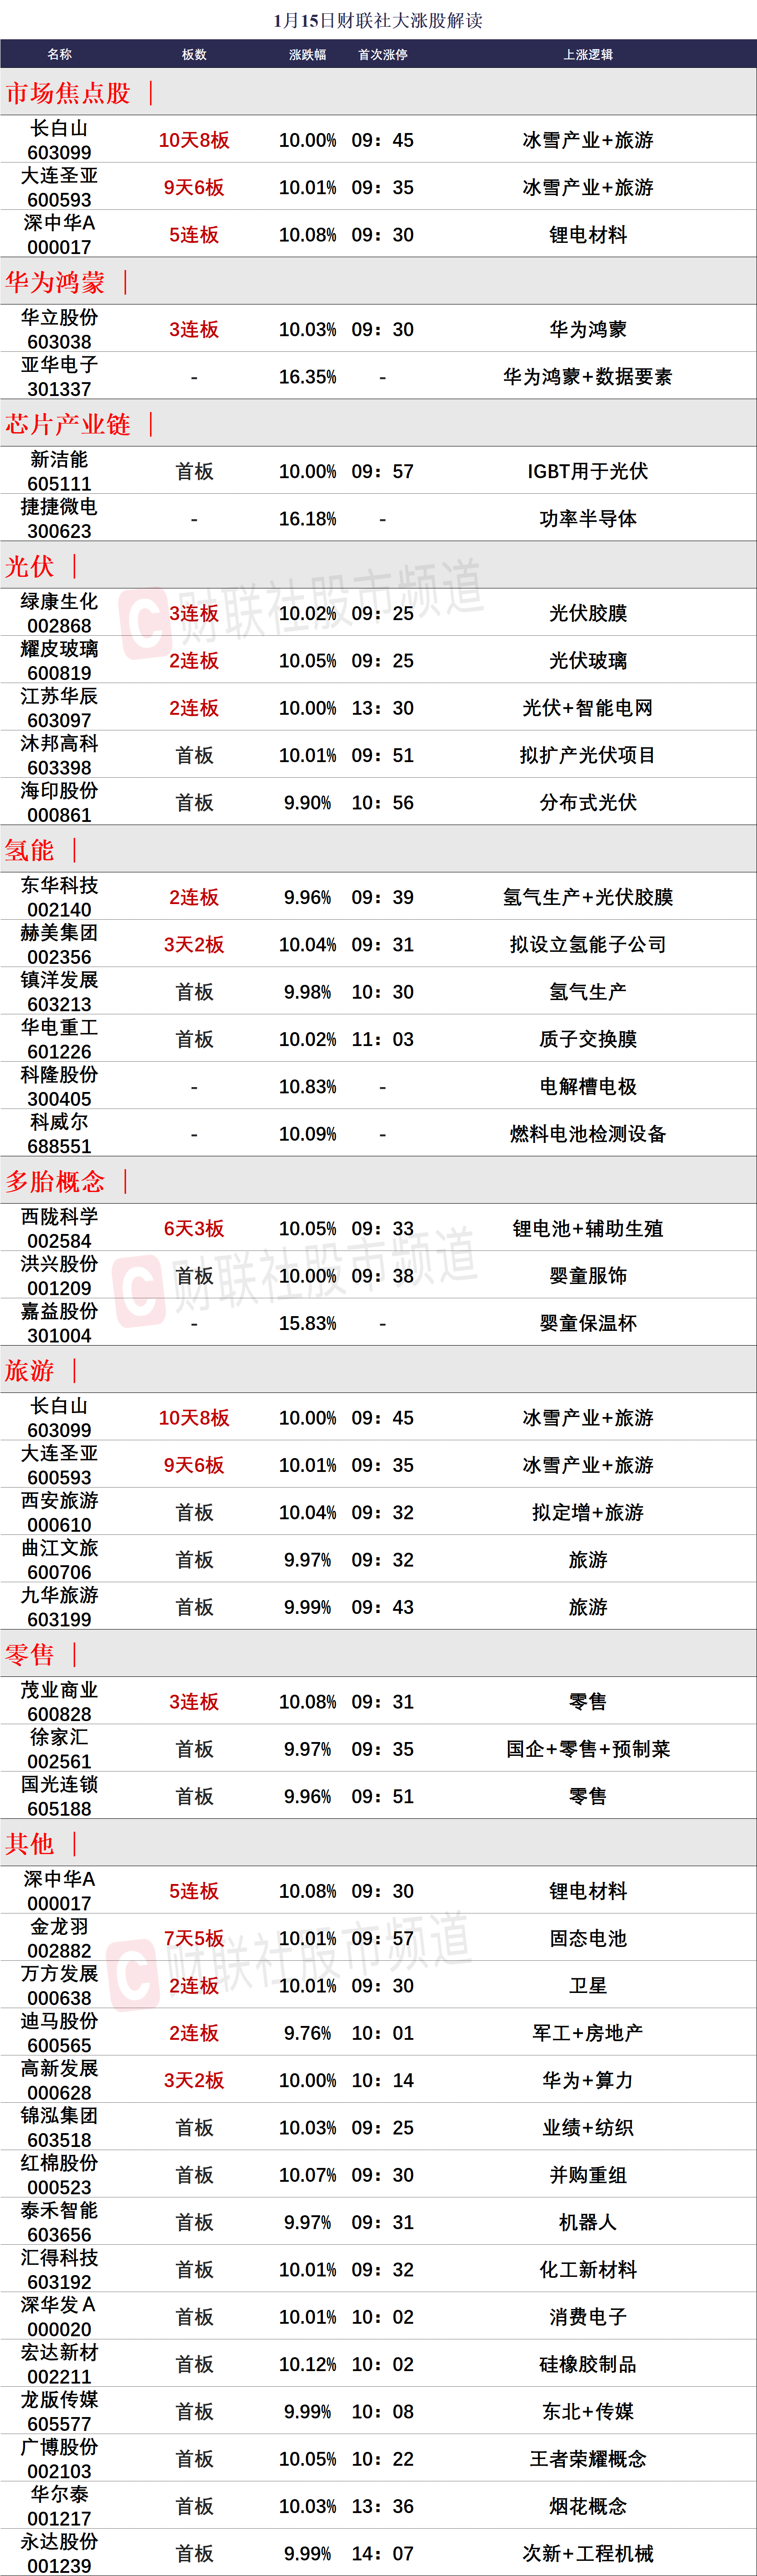 1月15日财联社大涨股解读
名称 板数 涨跌幅 首次涨停 上涨逻辑
市场焦点股 |
长白山
603099 10天8板 10.00% 09：45 冰雪产业+旅游
大连圣亚
600593 9天6板 10.01% 09：35 冰雪产业+旅游
深中华A
000017 5连板 10.08% 09：30 锂电材料
华为鸿蒙 |
华立股份
603038 3连板 10.03% 09：30 华为鸿蒙
亚华电子
301337 - 16.35% - 华为鸿蒙+数据要素
芯片产业链 |
新洁能
605111 首板 10.00% 09：57 IGBT用于光伏
捷捷微电
300623 - 16.18% - 功率半导体
光伏 |
财联社股市频道
绿康生化
002868 3连板 10.02% 09：25 光伏胶膜
耀皮玻璃
600819 2连板 10.05% 09：25 光伏玻璃
江苏华辰
603097 2连板 10.00% 13：30 光伏+智能电网
沐邦高科
603398 首板 10.01% 09：51 拟扩产光伏项目
海印股份
000861 首板 9.90% 10：56 分布式光伏
氢能 |
东华科技
002140 2连板 9.96% 09：39 氢气生产+光伏胶膜
赫美集团
002356 3天2板 10.04% 09：31 拟设立氢能子公司
镇洋发展
603213 首板 9.98% 10：30 氢气生产
华电重工
601226 首板 10.02% 11：03 质子交换膜
科隆股份
300405 - 10.83% - 电解槽电极
科威尔
688551 - 10.09% - 燃料电池检测设备
多胎概念 |
西陇科学
002584 6天3板 10.05% 09：33 锂电池+辅助生殖
财联社股市频道
洪兴股份
001209 首板 10.00% 09：38 婴童服饰
嘉益股份
301004 - 15.83% - 婴童保温杯
旅游 |
长白山
603099 10天8板 10.00% 09：45 冰雪产业+旅游
大连圣亚
600593 9天6板 10.01% 09：35 冰雪产业+旅游
西安旅游
000610 首板 10.04% 09：32 拟定增+旅游
曲江文旅
600706 首板 9.97% 09：32 旅游
九华旅游
603199 首板 9.99% 09：43 旅游
零售 |
茂业商业
600828 3连板 10.08% 09：31 零售
徐家汇
002561 首板 9.97% 09：35 国企+零售+预制菜
国光连锁
605188 首板 9.96% 09：51 零售
其他 |
深中华A
000017 5连板 10.08% 09：30 锂电材料
金龙羽
002882 7天5板 10.01% 09：57 固态电池
财联社股市频道
万方发展
000638 2连板 10.01% 09：30 卫星
迪马股份
600565 2连板 9.76% 10：01 军工+房地产
高新发展
000628 3天2板 10.00% 10：14 华为+算力
锦泓集团
603518 首板 10.03% 09：25 业绩+纺织
红棉股份
000523 首板 10.07% 09：30 并购重组
泰禾智能
603656 首板 9.97% 09：31 机器人
汇得科技
603192 首板 10.01% 09：32 化工新材料
深华发Ａ
000020 首板 10.01% 10：02 消费电子
宏达新材
002211 首板 10.12% 10：02 硅橡胶制品
龙版传媒
605577 首板 9.99% 10：08 东北+传媒
广博股份
002103 首板 10.05% 10：22 王者荣耀概念
华尔泰
001217 首板 10.03% 13：36 烟花概念
永达股份
001239 首板 9.99% 14：07 次新+工程机械